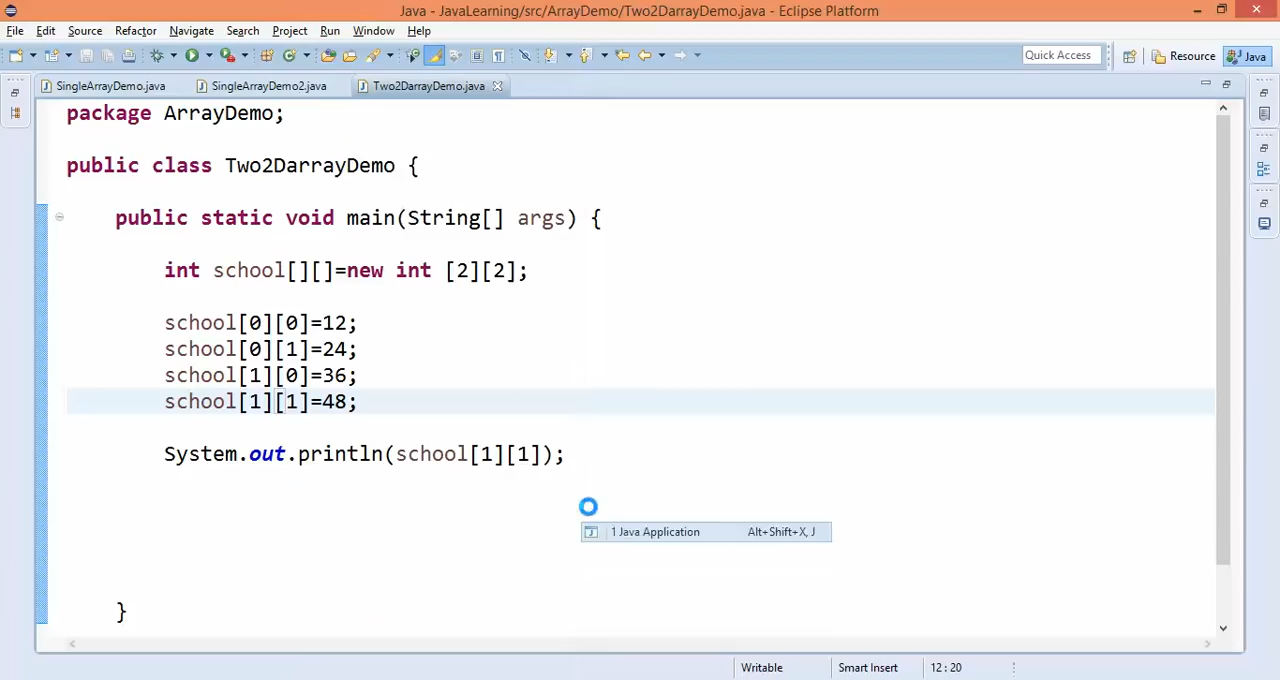 Java - JavaLearning/src/ArrayDemo/Two2DarrayDemo.java - Eclipse Platform
File Edit Source Refactor Navigate Search Project Run Window Help
Quick Access Resource Java
SingleArrayDemo.java SingleArrayDemo2.java Two2DarrayDemo.java
package ArrayDemo;
public class Two2DarrayDemo {
public static void main(String[] args) {
int school[][]=new int [2][2];
school[0][0]=12;
school[0][1]=24;
school[1][0]=36;
school[1][1]=48;
System.out.println(school[1][1]);
1 Java Application Alt+Shift+X, J
}
Writable Smart Insert 12 : 20